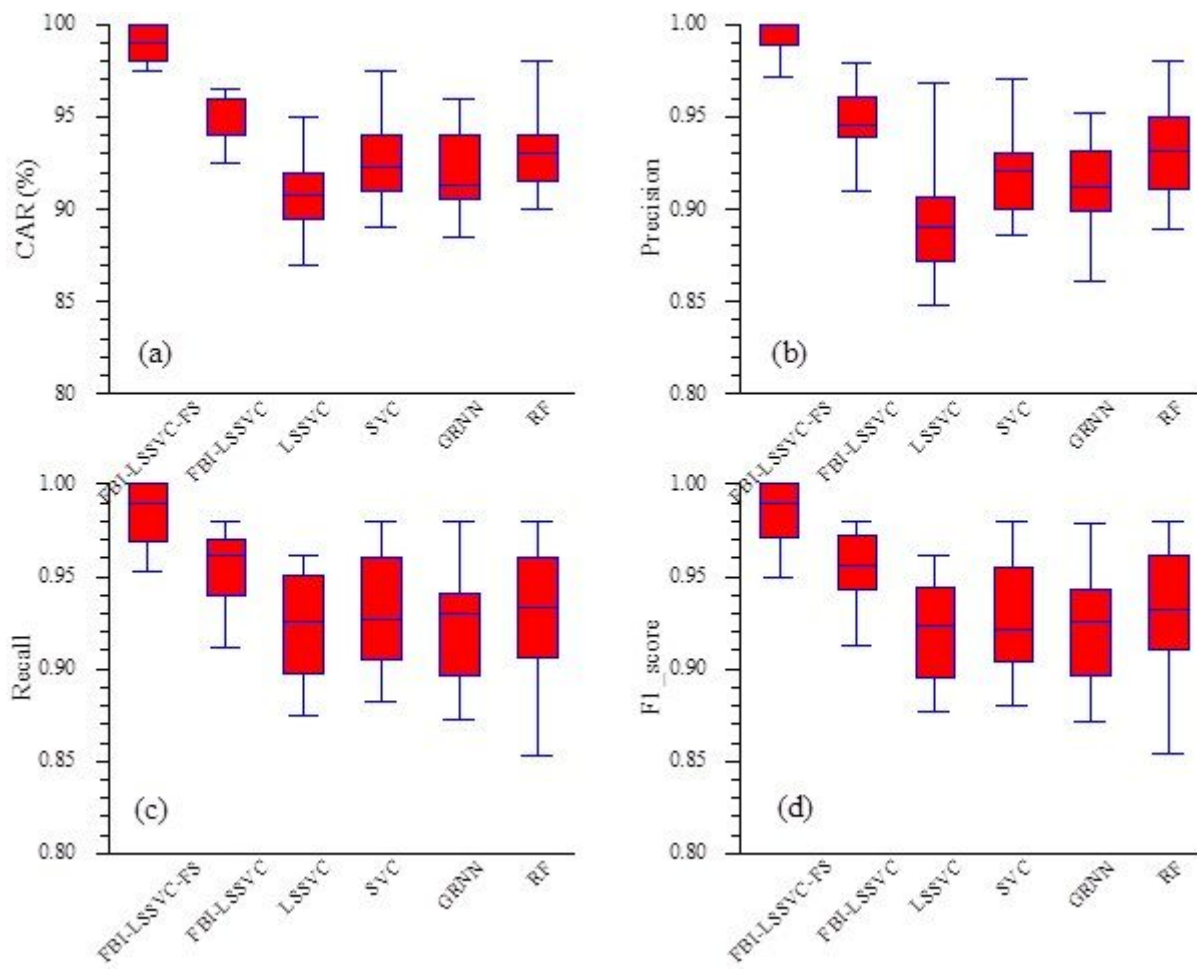 100
95
90
85
80
CAR (%)
(a)
FBI-LSSVC-FS
FBI-LSSVC
LSSVC
SVC
GRNN
RF
1.00
0.95
0.90
0.85
0.80
Precision
(b)
FBI-LSSVC-FS
FBI-LSSVC
LSSVC
SVC
GRNN
RF
1.00
0.95
0.90
0.85
0.80
Recall
(c)
FBI-LSSVC-FS
FBI-LSSVC
LSSVC
SVC
GRNN
RF
1.00
0.95
0.90
0.85
0.80
F1_score
(d)
FBI-LSSVC-FS
FBI-LSSVC
LSSVC
SVC
GRNN
RF